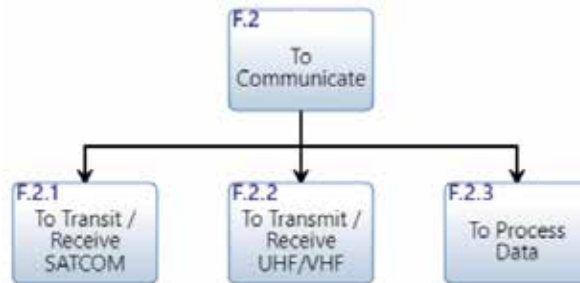 F.2
To
Communicate
F.2.1
To Transit /
Receive
SATCOM
F.2.2
To Transmit /
Receive
UHF/VHF
F.2.3
To Process
Data